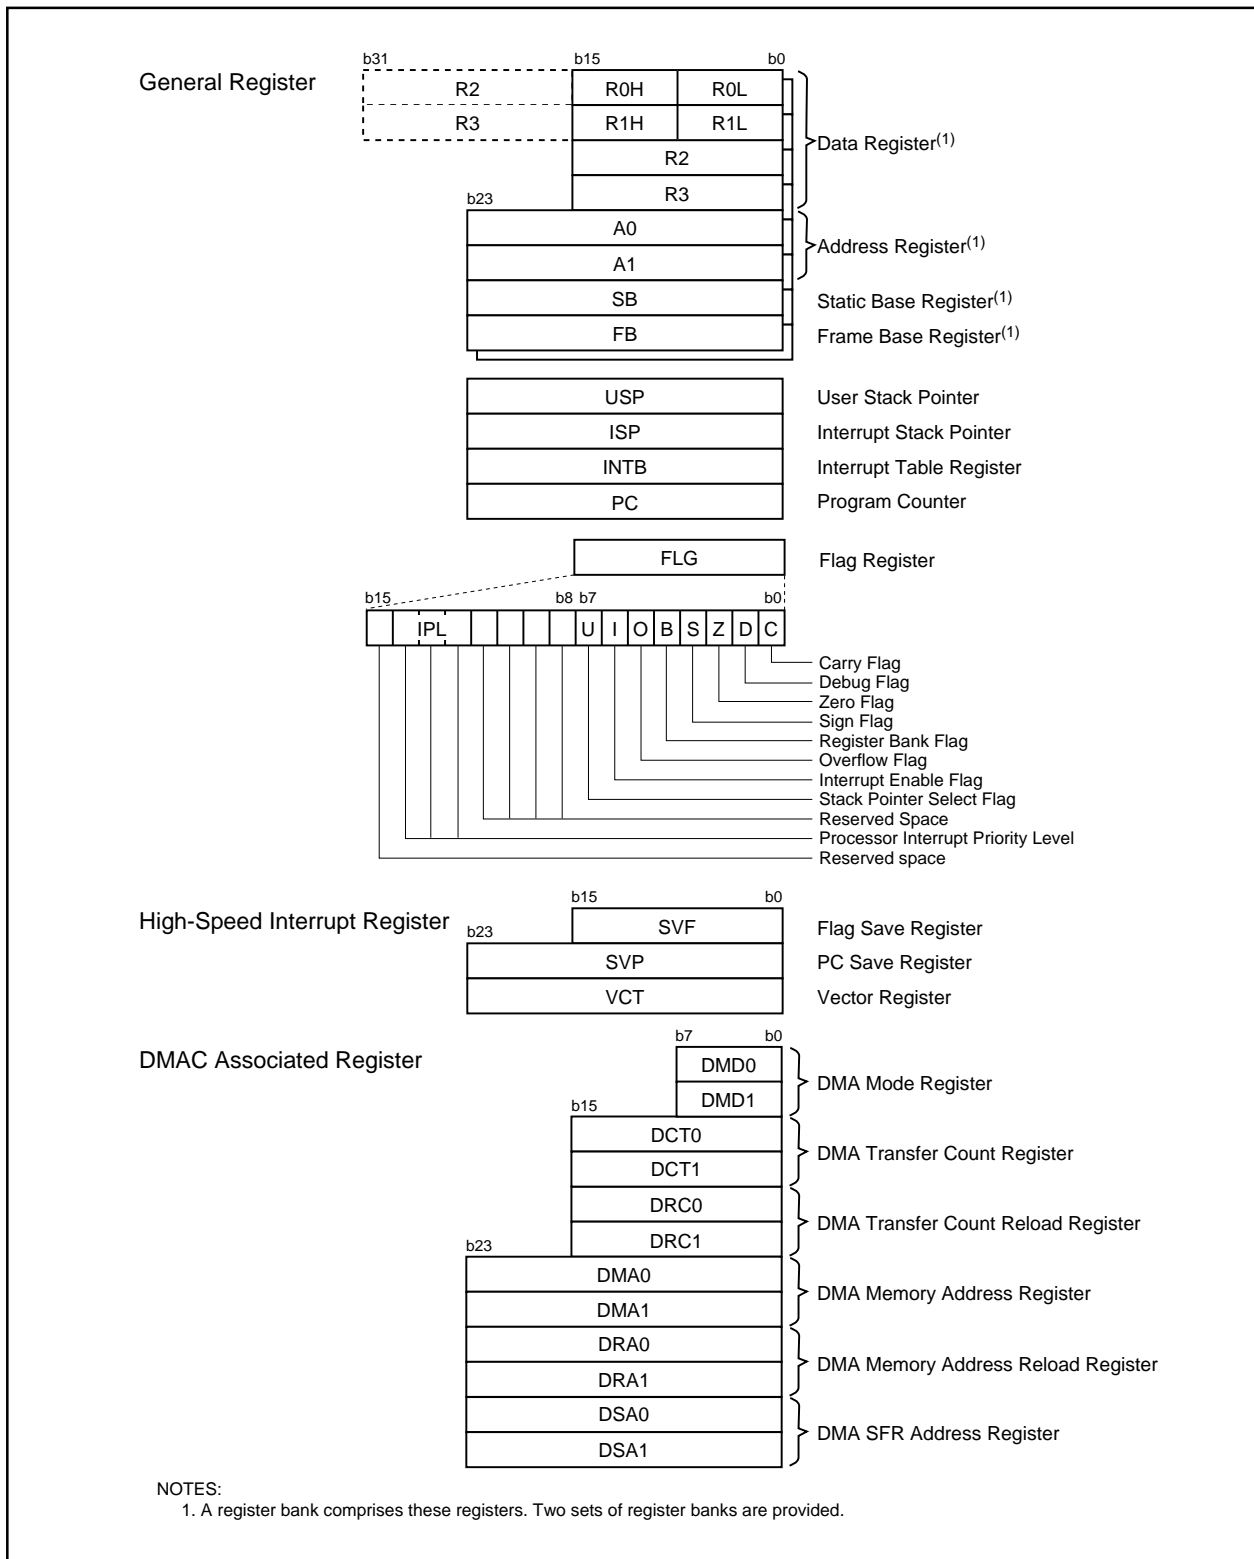 b31 b15 b0
General Register
R2 R0H R0L
R3 R1H R1L
R2
Data Register(1)
R3
b23
A0
A1
Address Register(1)
SB Static Base Register(1)
FB Frame Base Register(1)
USP User Stack Pointer
ISP Interrupt Stack Pointer
INTB Interrupt Table Register
PC Program Counter
FLG Flag Register
b15 b8 b7 b0
IPL U I O B S Z D C
Carry Flag
Debug Flag
Zero Flag
Sign Flag
Register Bank Flag
Overflow Flag
Interrupt Enable Flag
Stack Pointer Select Flag
Reserved Space
Processor Interrupt Priority Level
Reserved space
b15 b0
High-Speed Interrupt Register
SVF Flag Save Register
b23
SVP PC Save Register
VCT Vector Register
b7 b0
DMAC Associated Register
DMD0
DMD1
DMA Mode Register
b15
DCT0
DCT1
DMA Transfer Count Register
DRC0
DRC1
DMA Transfer Count Reload Register
b23
DMA0
DMA1
DMA Memory Address Register
DRA0
DRA1
DMA Memory Address Reload Register
DSA0
DSA1
DMA SFR Address Register
NOTES:
1. A register bank comprises these registers. Two sets of register banks are provided.